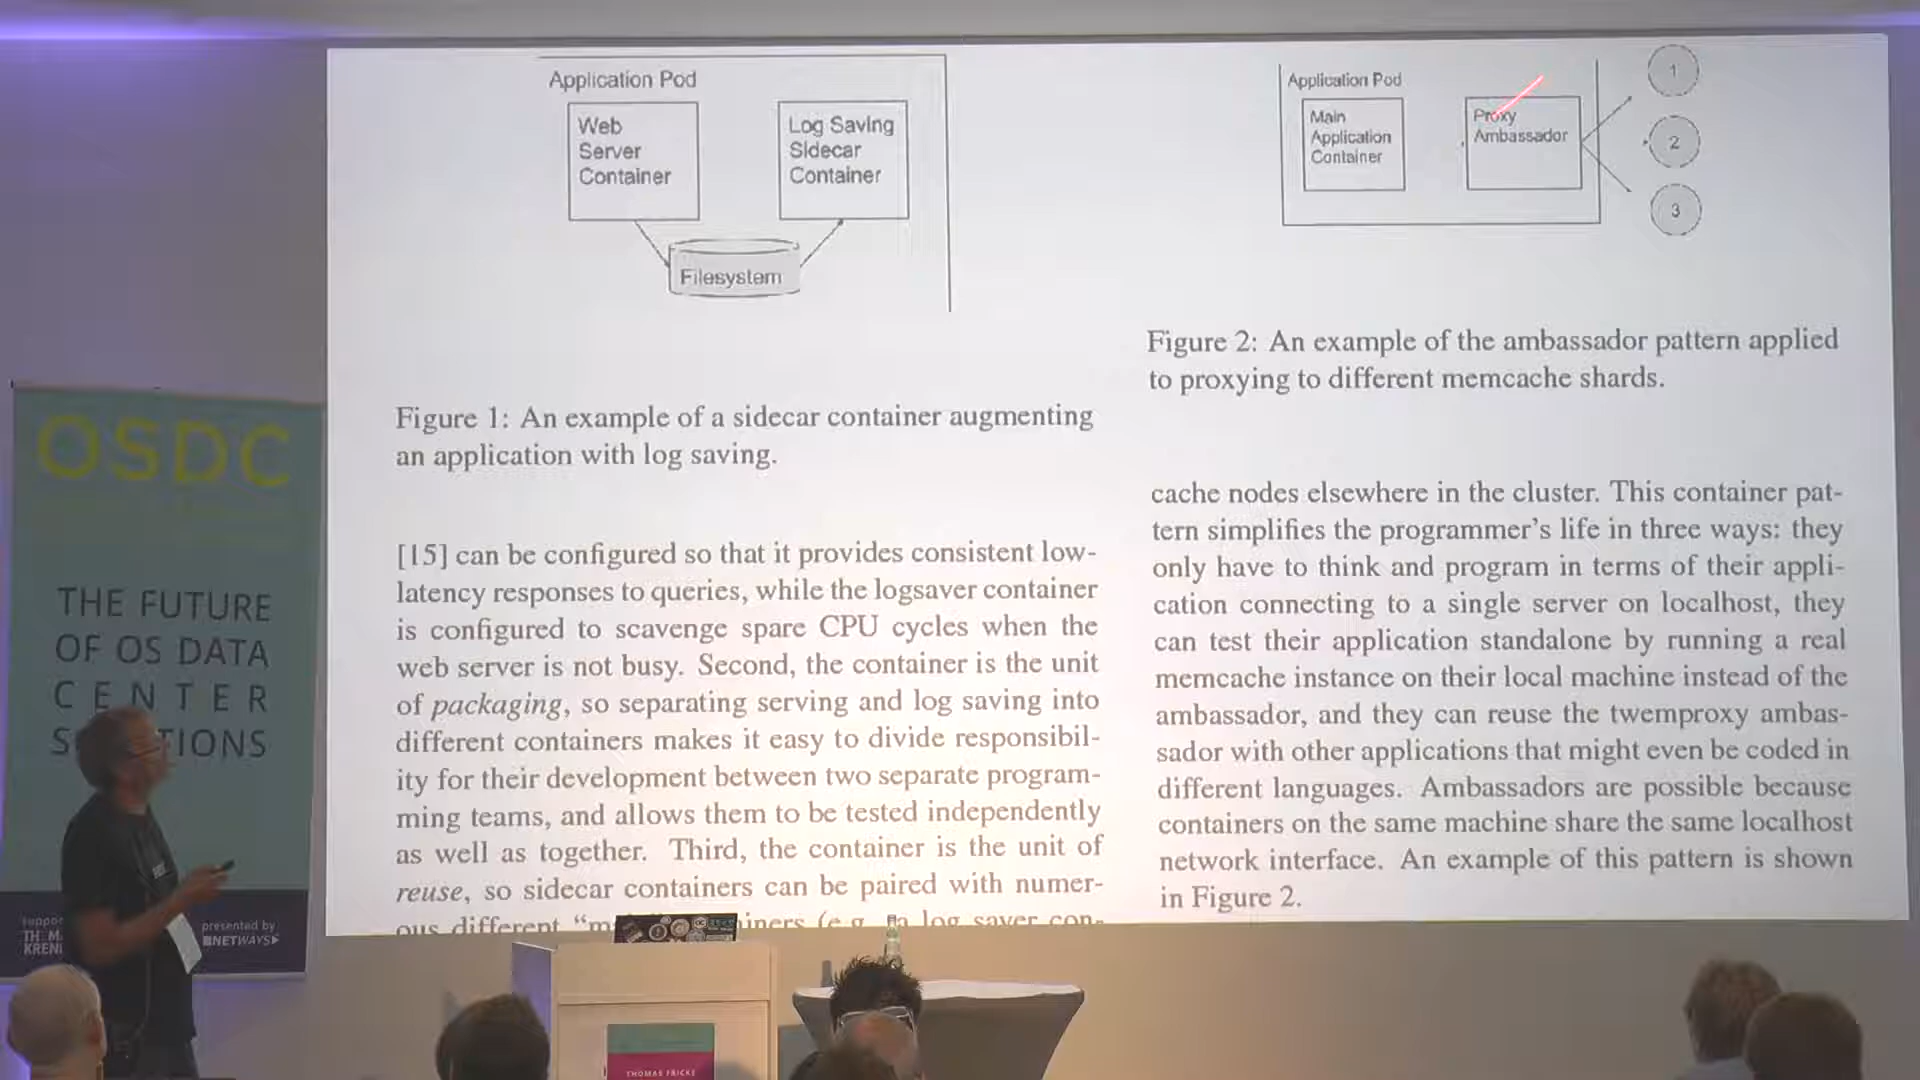 Application Pod
Web
Server
Container
Log Saving
Sidecar
Container
Filesystem
Figure 1: An example of a sidecar container augmenting
an application with log saving.
[15] can be configured so that it provides consistent low-
latency responses to queries, while the logsaver container
is configured to scavenge spare CPU cycles when the
web server is not busy. Second, the container is the unit
of packaging, so separating serving and log saving into
different containers makes it easy to divide responsibil-
ity for their development between two separate program-
ming teams, and allows them to be tested independently
as well as together. Third, the container is the unit of
reuse, so sidecar containers can be paired with numer-
ous different "m iners (e.g. a log saver con-
Application Pod
Main
Application
Container
Proxy
Ambassador
1
2
3
Figure 2: An example of the ambassador pattern applied
to proxying to different memcache shards.
cache nodes elsewhere in the cluster. This container pat-
tern simplifies the programmer's life in three ways: they
only have to think and program in terms of their appli-
cation connecting to a single server on localhost, they
can test their application standalone by running a real
memcache instance on their local machine instead of the
ambassador, and they can reuse the twemproxy ambas-
sador with other applications that might even be coded in
different languages. Ambassadors are possible because
containers on the same machine share the same localhost
network interface. An example of this pattern is shown
in Figure 2.
OSDC
THE FUTURE
OF OS DATA
CENTER
S TIONS
suppor
TH M
KREN
presented by
NETWAYS
THOMAS FRICKE